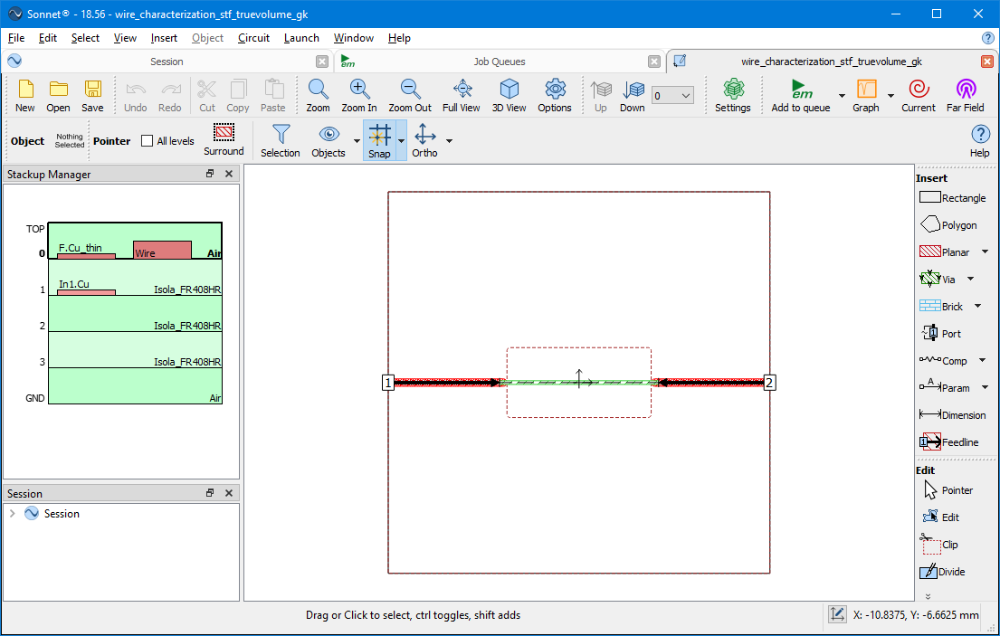 Sonnet® - 18.56 - wire_characterization_stf_truevolume_gk
File Edit Select View Insert Object Circuit Launch Window Help
Session
em
Job Queues
wire_characterization_stf_truevolume_gk
New Open Save Undo Redo Cut Copy Paste Zoom Zoom In Zoom Out Full View 3D View Options Up Down 0 Settings em Add to queue Graph Current Far Field
Object Nothing Selected Pointer All levels Surround Selection Objects Snap Ortho Help
Stackup Manager
TOP
F.Cu_thin
0 Wire Air
In1.Cu
1 Isola_FR408HR
2 Isola_FR408HR
3 Isola_FR408HR
GND Air
Session
Session
1 2
Insert
Rectangle
Polygon
Planar
Via
Brick
Port
Comp
Param
Dimension
Feedline
Edit
Pointer
Edit
Clip
Divide
Drag or Click to select, ctrl toggles, shift adds
X: -10.8375, Y: -6.6625 mm